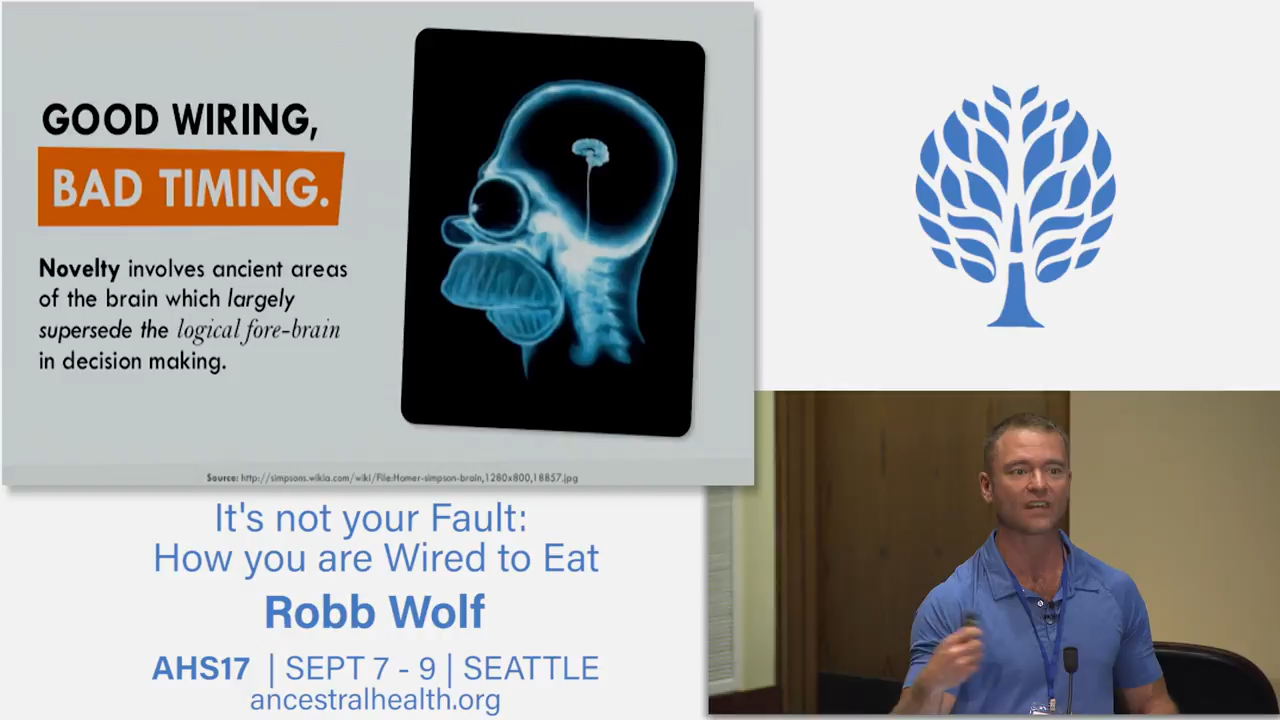 GOOD WIRING,
BAD TIMING.
Novelty involves ancient areas
of the brain which largely
supersede the logical fore-brain
in decision making.
Source: http://simpsons.wikia.com/wiki/File:Homer-simpson-brain,1280x800,18857.jpg
It's not your Fault:
How you are Wired to Eat
Robb Wolf
AHS17 | SEPT 7 - 9 | SEATTLE
ancestralhealth.org